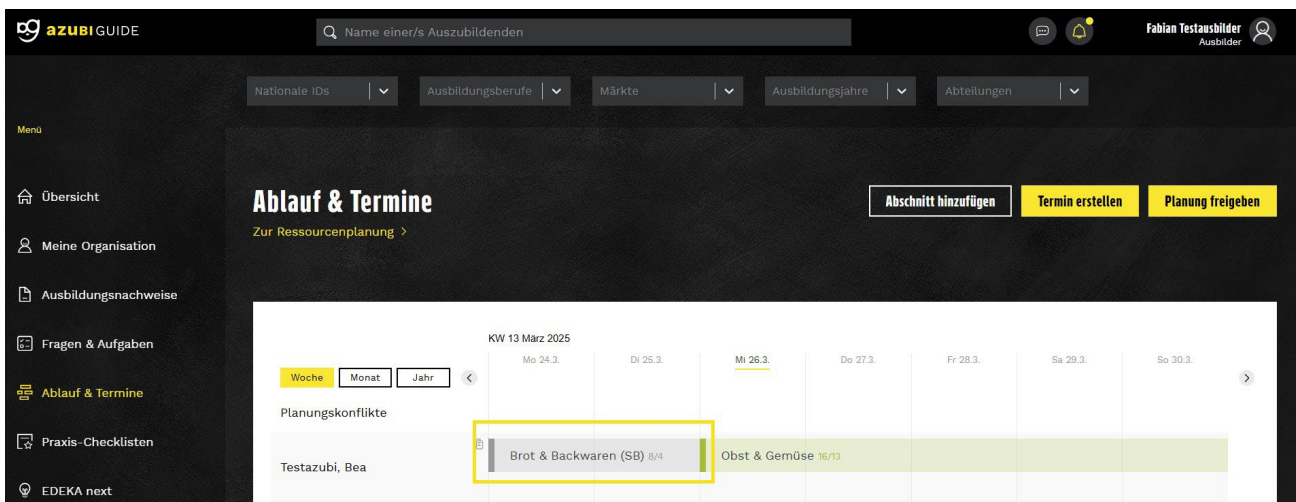 azubiGUIDE
Name einer/s Auszubildenden
Fabian Testausbilder
Ausbilder
Nationale IDs
Ausbildungsberufe
Märkte
Ausbildungsjahre
Abteilungen
Menü
Übersicht
Meine Organisation
Ausbildungsnachweise
Fragen & Aufgaben
Ablauf & Termine
Praxis-Checklisten
EDEKA next
Ablauf & Termine
Zur Ressourcenplanung >
Abschnitt hinzufügen
Termin erstellen
Planung freigeben
KW 13 März 2025
Mo 24.3. Di 25.3. Mi 26.3. Do 27.3. Fr 28.3. Sa 29.3. So 30.3.
Woche Monat Jahr
Planungskonflikte
Testazubi, Bea
Brot & Backwaren (SB) 8/4
Obst & Gemüse 16/13